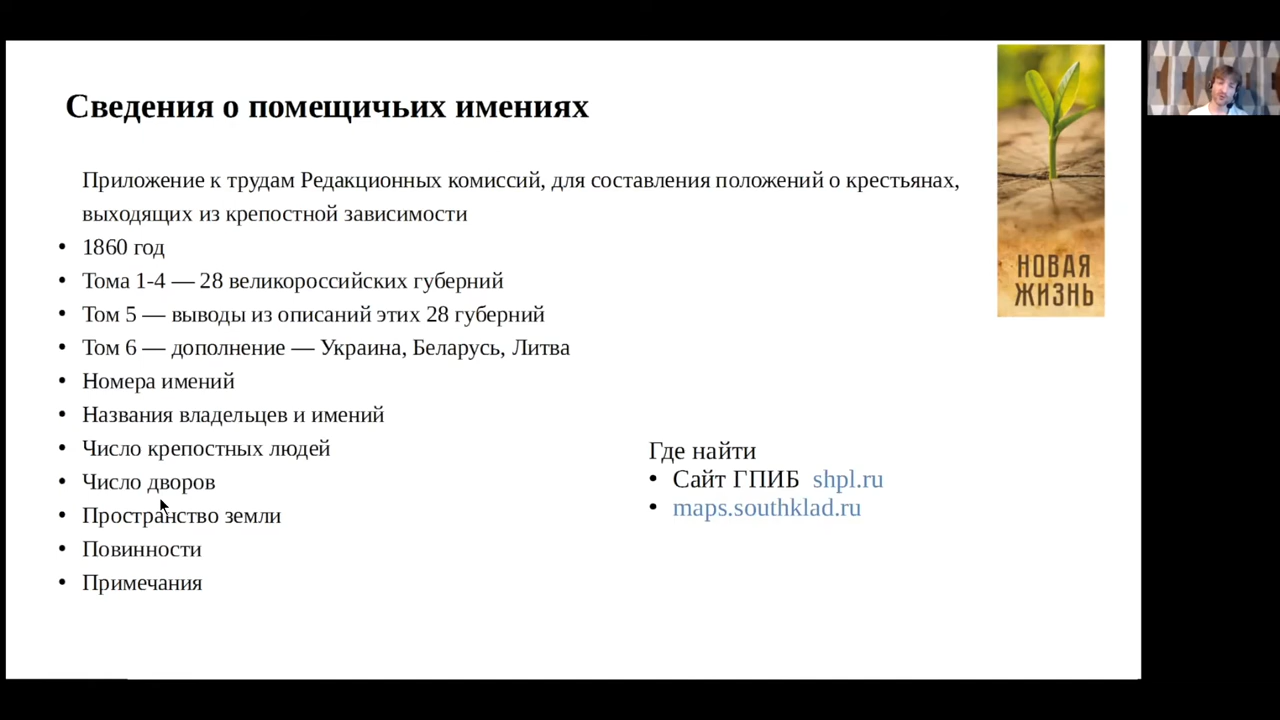 Сведения о помещичьих имениях
Приложение к трудам Редакционных комиссий, для составления положений о крестьянах,
выходящих из крепостной зависимости
• 1860 год
• Тома 1-4 — 28 великороссийских губерний
• Том 5 — выводы из описаний этих 28 губерний
• Том 6 — дополнение — Украина, Беларусь, Литва
• Номера имений
• Названия владельцев и имений
• Число крепостных людей
• Число дворов
• Пространство земли
• Повинности
• Примечания
Где найти
• Сайт ГПИБ shpl.ru
• maps.southklad.ru
НОВАЯ
ЖИЗНЬ